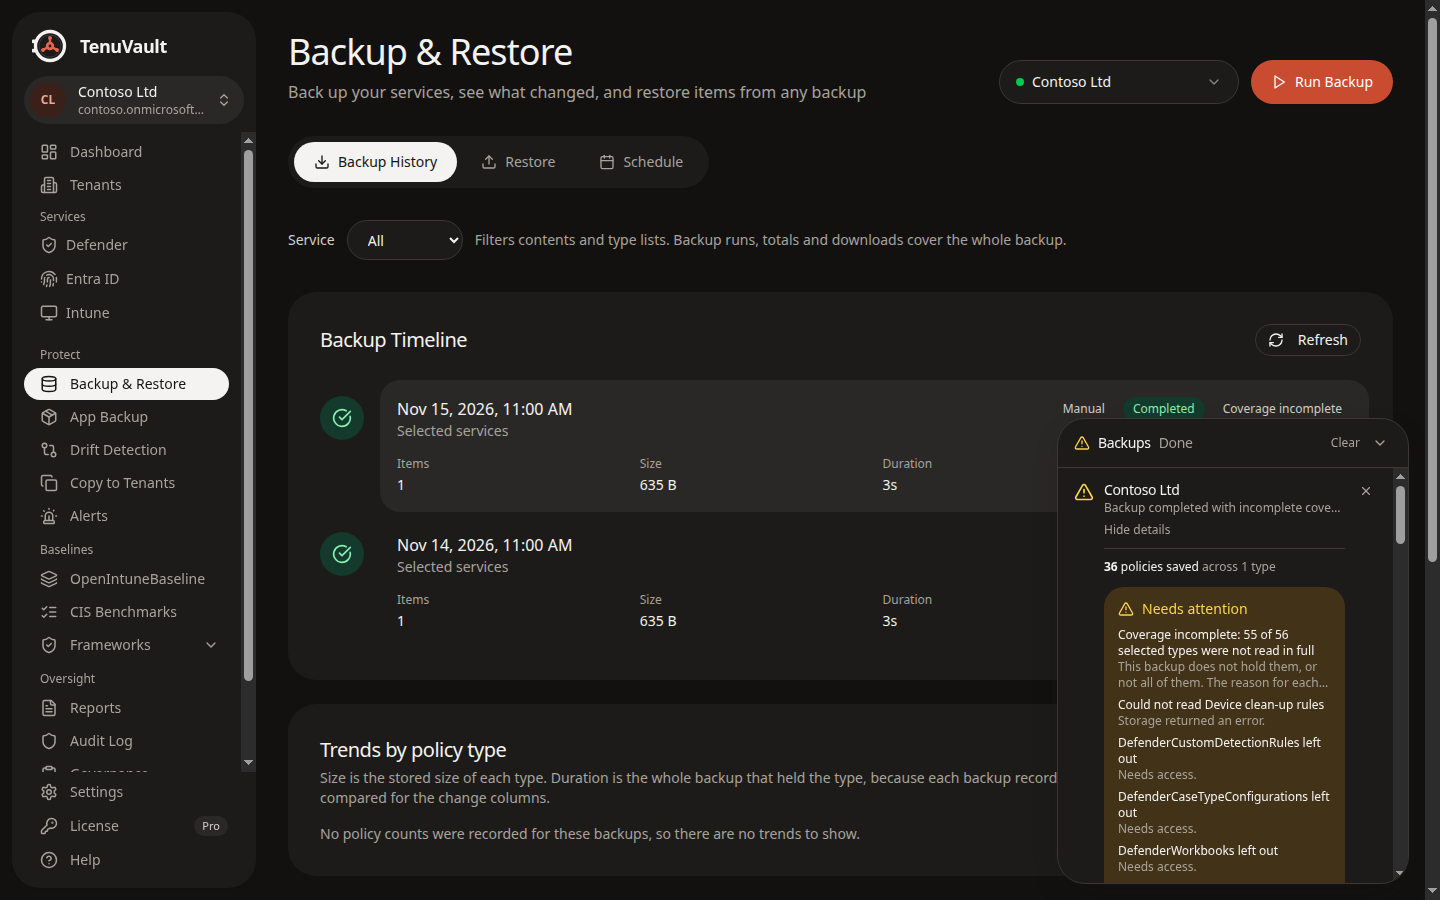 TenuVault
CL
Contoso Ltd
contoso.onmicrosoft...
Dashboard
Tenants
Services
Defender
Entra ID
Intune
Protect
Backup & Restore
App Backup
Drift Detection
Copy to Tenants
Alerts
Baselines
OpenIntuneBaseline
CIS Benchmarks
Frameworks
Oversight
Reports
Audit Log
Settings
License
Pro
Help
Backup & Restore
Back up your services, see what changed, and restore items from any backup
Contoso Ltd
Run Backup
Backup History
Restore
Schedule
Service
All
Filters contents and type lists. Backup runs, totals and downloads cover the whole backup.
Backup Timeline
Refresh
Nov 15, 2026, 11:00 AM
Manual
Completed
Coverage incomplete
Selected services
Items
Size
Duration
1
635 B
3s
Nov 14, 2026, 11:00 AM
Selected services
Items
Size
Duration
1
635 B
3s
Trends by policy type
Size is the stored size of each type. Duration is the whole backup that held the type, because each backup record
compared for the change columns.
No policy counts were recorded for these backups, so there are no trends to show.
Backups Done
Clear
Contoso Ltd
Backup completed with incomplete cove...
Hide details
36 policies saved across 1 type
Needs attention
Coverage incomplete: 55 of 56
selected types were not read in full
This backup does not hold them, or
not all of them. The reason for each...
Could not read Device clean-up rules
Storage returned an error.
DefenderCustomDetectionRules left
out
Needs access.
DefenderCaseTypeConfigurations left
out
Needs access.
DefenderWorkbooks left out
Needs access.